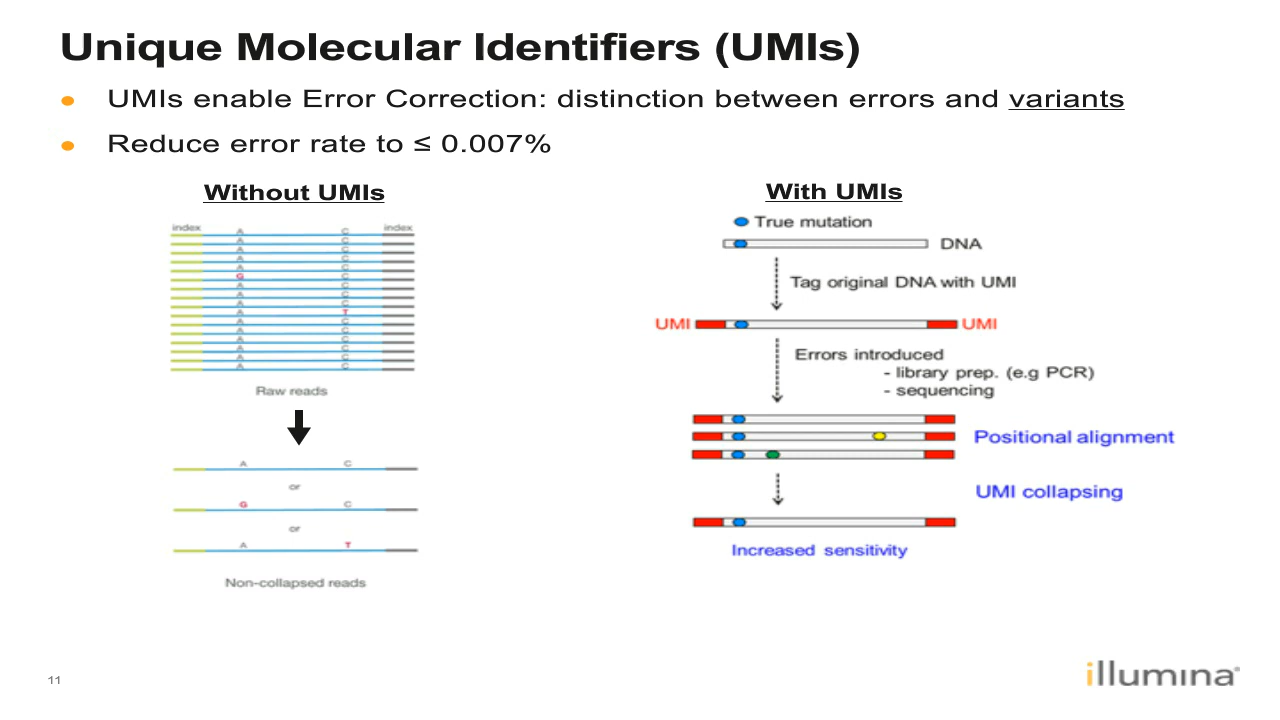 Unique Molecular Identifiers (UMIs)
• UMIs enable Error Correction: distinction between errors and variants
• Reduce error rate to ≤ 0.007%
Without UMIs
index A C index
A C
A C
A C
A C
G C
A C
A C
A C
A T
A C
A C
A C
A C
A C
A C
Raw reads
A C
or
G C
or
A T
Non-collapsed reads
With UMIs
True mutation
DNA
Tag original DNA with UMI
UMI UMI
Errors introduced
- library prep. (e.g PCR)
- sequencing
Positional alignment
UMI collapsing
Increased sensitivity
11
illumina®